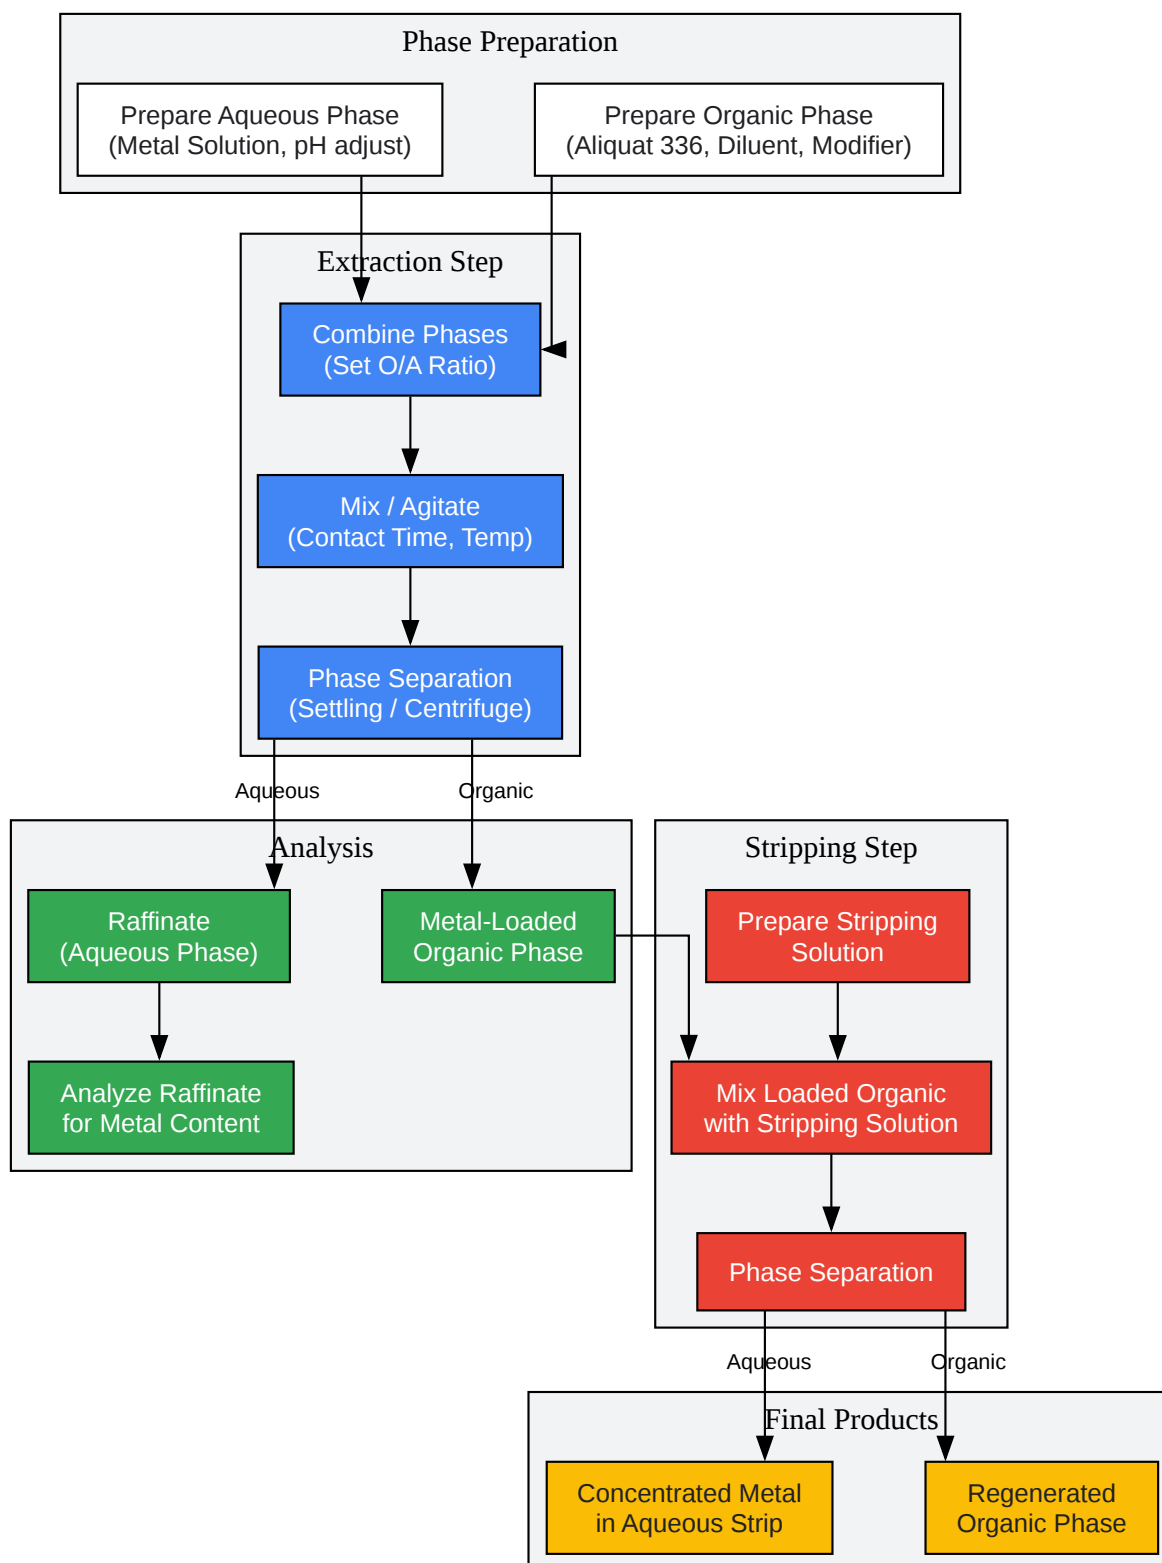 Phase Preparation
Prepare Aqueous Phase
(Metal Solution, pH adjust)
Prepare Organic Phase
(Aliquat 336, Diluent, Modifier)
Extraction Step
Combine Phases
(Set O/A Ratio)
Mix / Agitate
(Contact Time, Temp)
Phase Separation
(Settling / Centrifuge)
Aqueous
Organic
Analysis
Raffinate
(Aqueous Phase)
Metal-Loaded
Organic Phase
Analyze Raffinate
for Metal Content
Stripping Step
Prepare Stripping
Solution
Mix Loaded Organic
with Stripping Solution
Phase Separation
Aqueous
Organic
Final Products
Concentrated Metal
in Aqueous Strip
Regenerated
Organic Phase